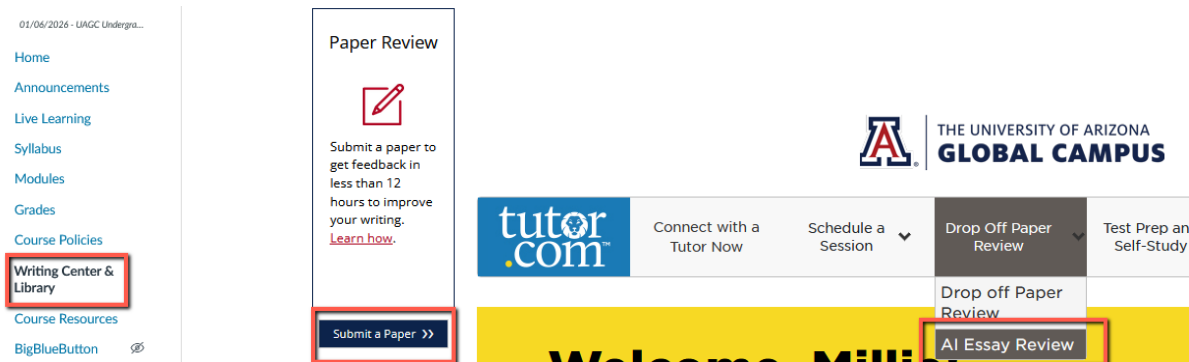 01/06/2026 - UAGC Undergra...
Home
Announcements
Live Learning
Syllabus
Modules
Grades
Course Policies
Writing Center &
Library
Course Resources
BigBlueButton
Paper Review
Submit a paper to
get feedback in
less than 12
hours to improve
your writing.
Learn how.
Submit a Paper >>
THE UNIVERSITY OF ARIZONA
GLOBAL CAMPUS
tutor
.com™
Connect with a
Tutor Now
Schedule a
Session
Drop Off Paper
Review
Test Prep an
Self-Study
Drop off Paper
Review
AI Essay Review
Welcome, Millie